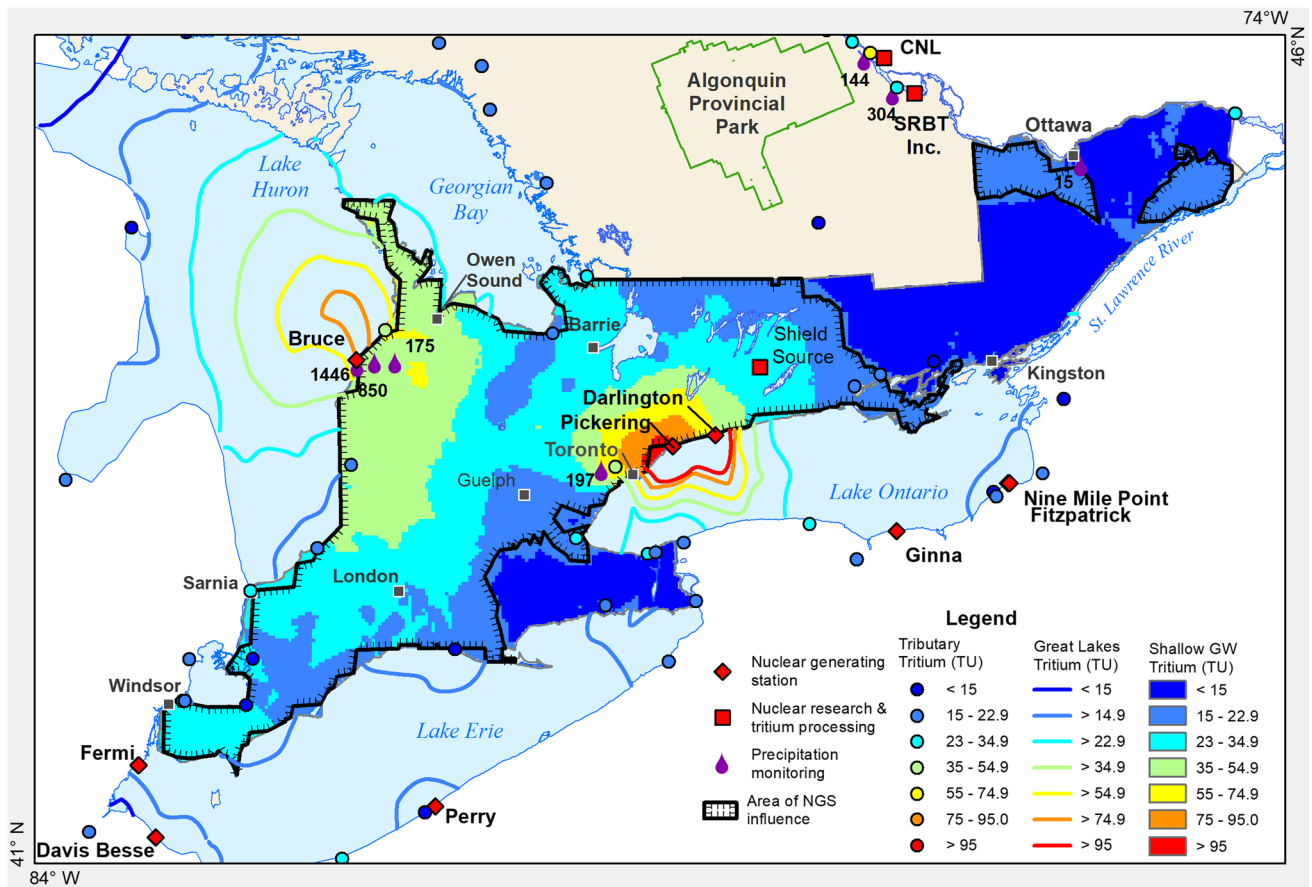 74°W
46°N
CNL
144
Algonquin
Provincial
Park
304
SRBT
Inc.
Ottawa
15
Lake
Huron
Georgian
Bay
St. Lawrence River
Owen
Sound
Barrie
Shield
Source
Bruce
175
1446
850
Kingston
Darlington
Pickering
Toronto
197
Guelph
Lake Ontario
Nine Mile Point
Fitzpatrick
Ginna
Sarnia
London
Windsor
Lake Erie
Fermi
Perry
Davis Besse
41° N
84° W
Legend
Nuclear generating
station
Nuclear research &
tritium processing
Precipitation
monitoring
Area of NGS
influence
Tributary
Tritium (TU)
< 15
15 - 22.9
23 - 34.9
35 - 54.9
55 - 74.9
75 - 95.0
> 95
Great Lakes
Tritium (TU)
< 15
> 14.9
> 22.9
> 34.9
> 54.9
> 74.9
> 95
Shallow GW
Tritium (TU)
< 15
15 - 22.9
23 - 34.9
35 - 54.9
55 - 74.9
75 - 95.0
> 95